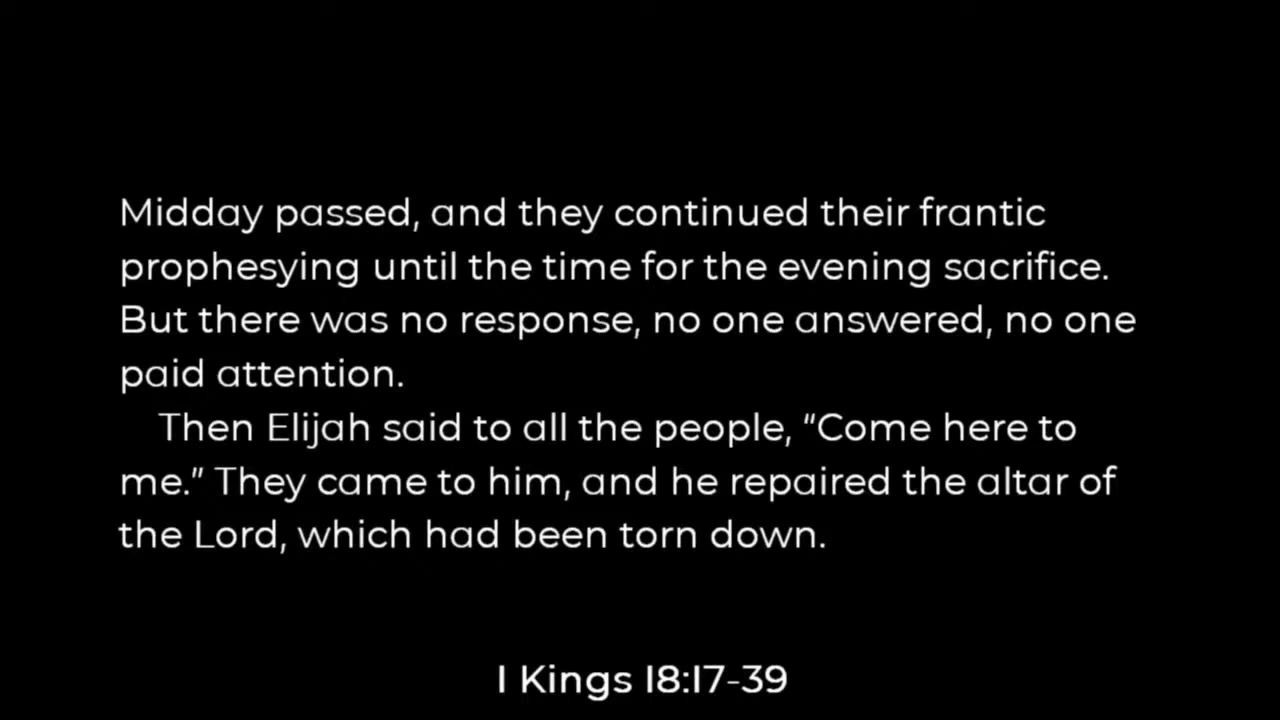 Midday passed, and they continued their frantic
prophesying until the time for the evening sacrifice.
But there was no response, no one answered, no one
paid attention.
Then Elijah said to all the people, "Come here to
me." They came to him, and he repaired the altar of
the Lord, which had been torn down.
I Kings 18:17-39